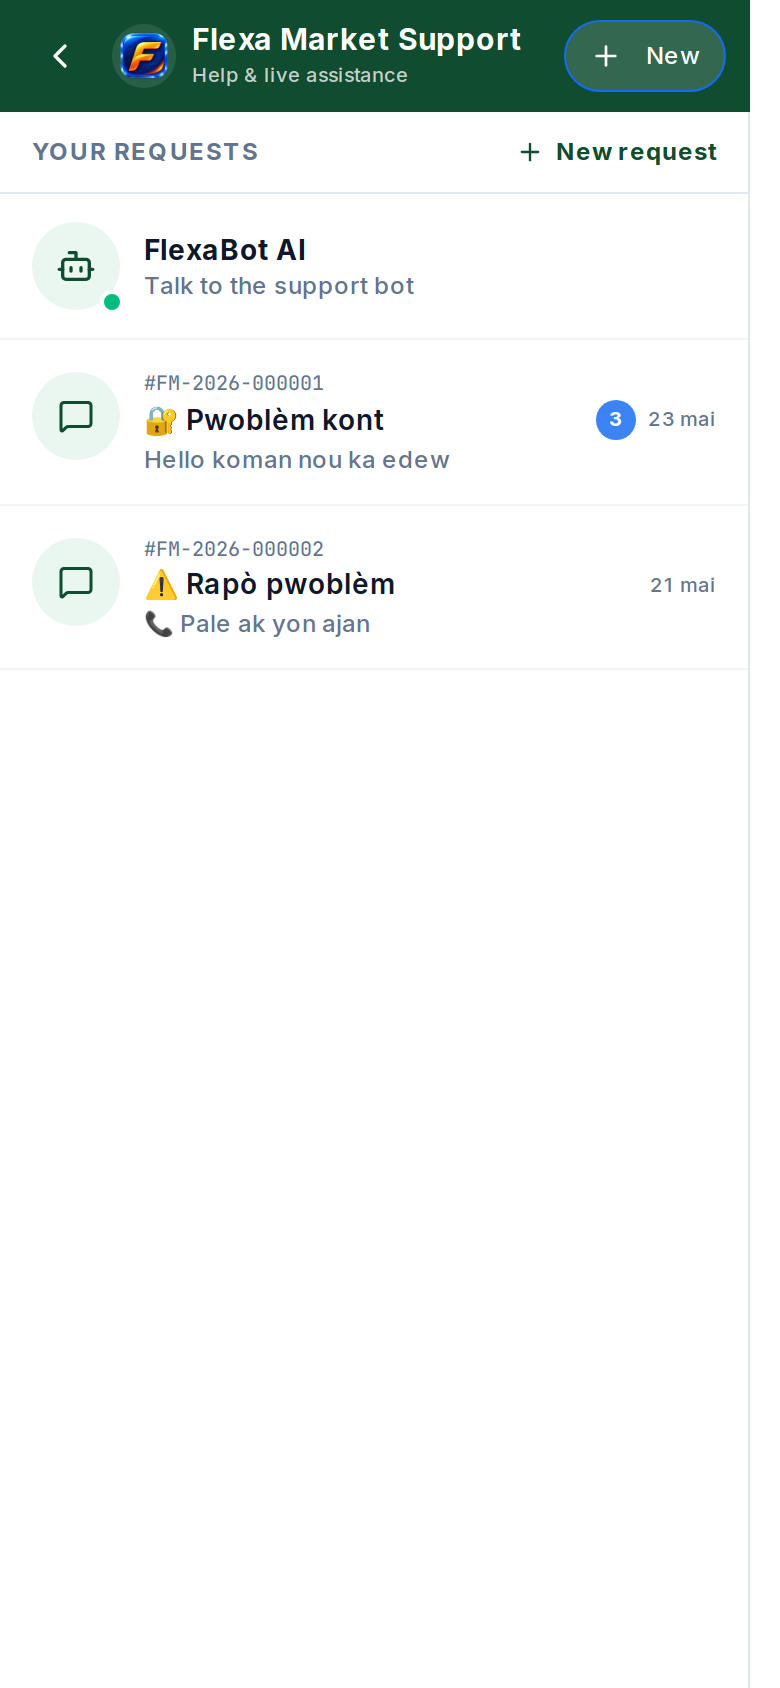 Flexa Market Support
Help & live assistance
New
YOUR REQUESTS
New request
FlexaBot AI
Talk to the support bot
#FM-2026-000001
🔐 Pwoblèm kont
3
23 mai
Hello koman nou ka edew
#FM-2026-000002
⚠️ Rapò pwoblèm
21 mai
📞 Pale ak yon ajan